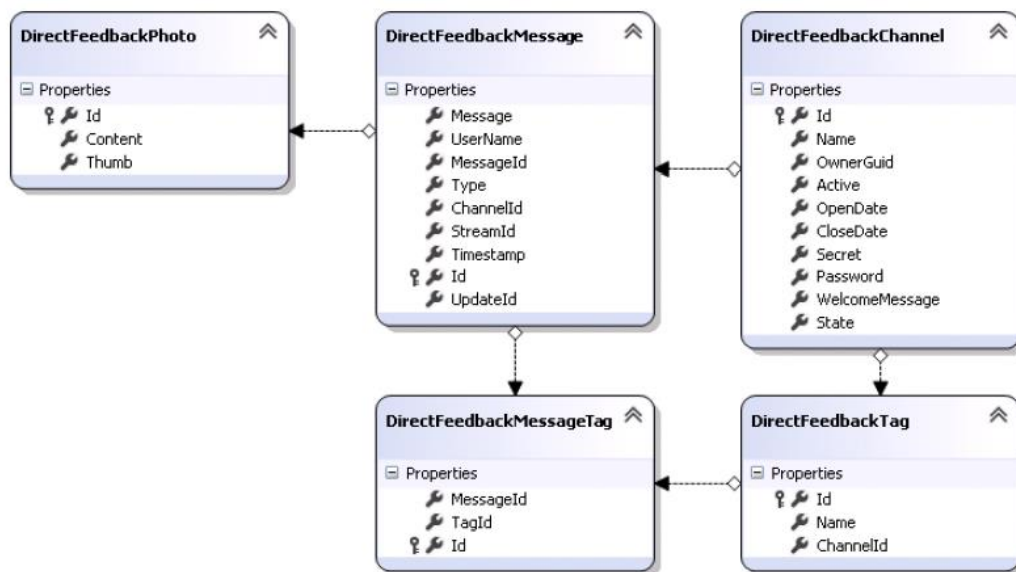 DirectFeedbackPhoto
Properties
Id
Content
Thumb
DirectFeedbackMessage
Properties
Message
UserName
MessageId
Type
ChannelId
StreamId
Timestamp
Id
UpdateId
DirectFeedbackChannel
Properties
Id
Name
OwnerGuid
Active
OpenDate
CloseDate
Secret
Password
WelcomeMessage
State
DirectFeedbackMessageTag
Properties
MessageId
TagId
Id
DirectFeedbackTag
Properties
Id
Name
ChannelId